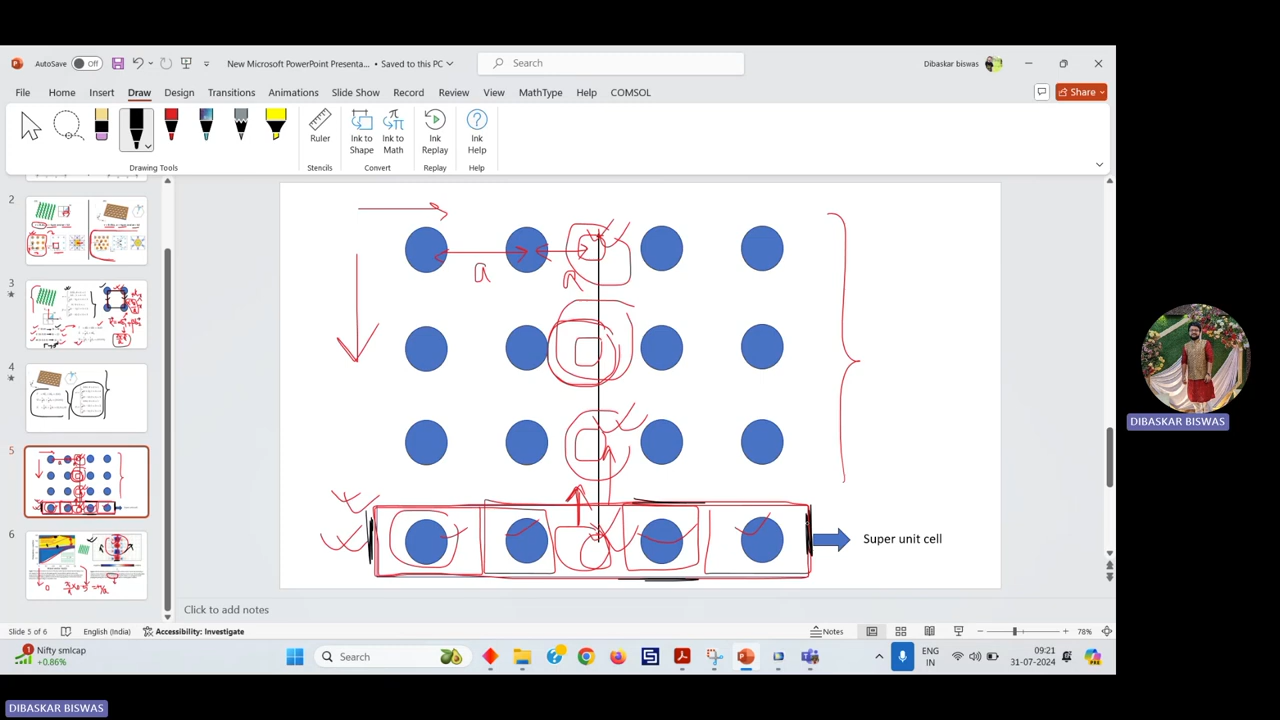 AutoSave Off New Microsoft PowerPoint Presenta... • Saved to this PC Search Dibaskar biswas
File Home Insert Draw Design Transitions Animations Slide Show Record Review View MathType Help COMSOL Share
Ruler
Ink to Shape
Ink to Math
Ink Replay
Ink Help
Drawing Tools Stencils Convert Replay Help
2
3
4
5
6
a
a
Super unit cell
DIBASKAR BISWAS
Click to add notes
Slide 5 of 6 English (India) Accessibility: Investigate Notes 78%
Nifty smlcap
+0.86%
1
Search
ENG
IN
09:21
31-07-2024
DIBASKAR BISWAS